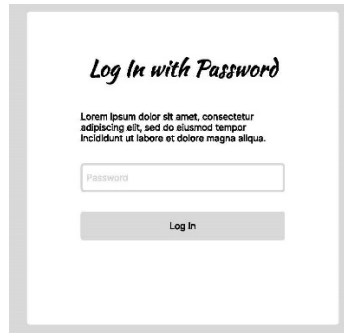 Log In with Password
Lorem ipsum dolor sit amet, consectetur
adipiscing elit, sed do eiusmod tempor
incididunt ut labore et dolore magna aliqua.
Password
Log In